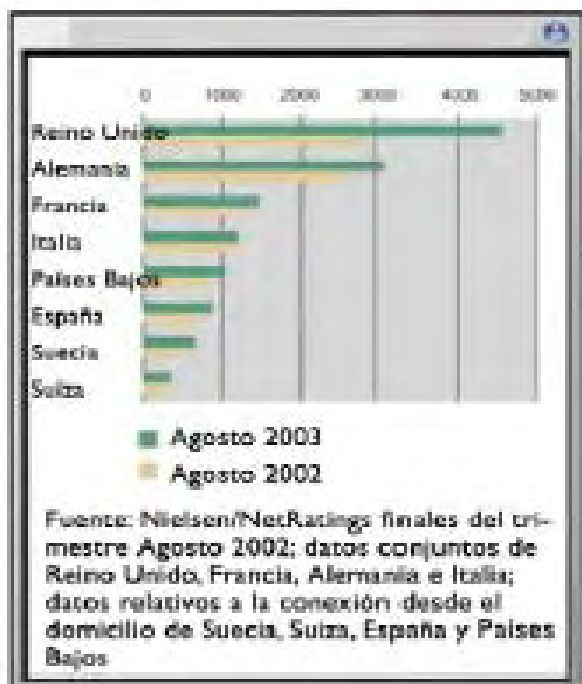 0 1000 2000 3000 4000 5000
Reino Unido
Alemania
Francia
Italia
Países Bajos
España
Suecia
Suiza
Agosto 2003
Agosto 2002
Fuente: Nielsen/NetRatings finales del tri-
mestre Agosto 2002; datos conjuntos de
Reino Unido, Francia, Alemania e Italia;
datos relativos a la conexión desde el
domicilio de Suecia, Suiza, España y Países
Bajos